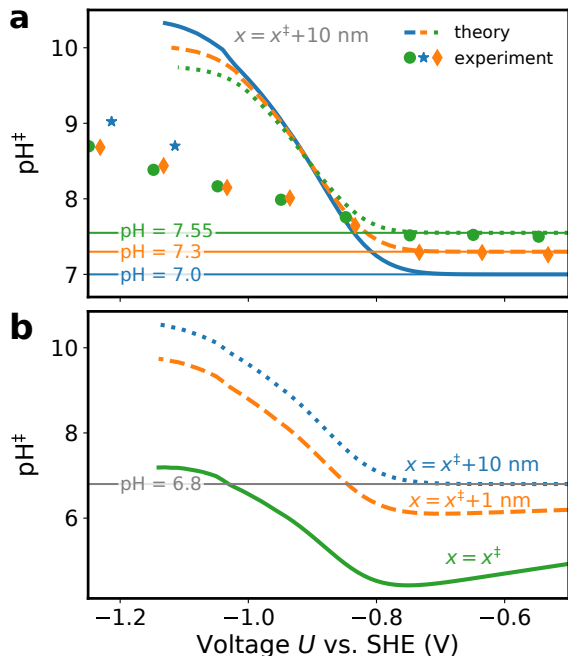 a
x = x‡+10 nm
theory
experiment
10
9
8
7
pH‡
pH = 7.55
pH = 7.3
pH = 7.0
b
10
8
6
pH‡
x = x‡+10 nm
pH = 6.8
x = x‡+1 nm
x = x‡
−1.2 −1.0 −0.8 −0.6
Voltage U vs. SHE (V)